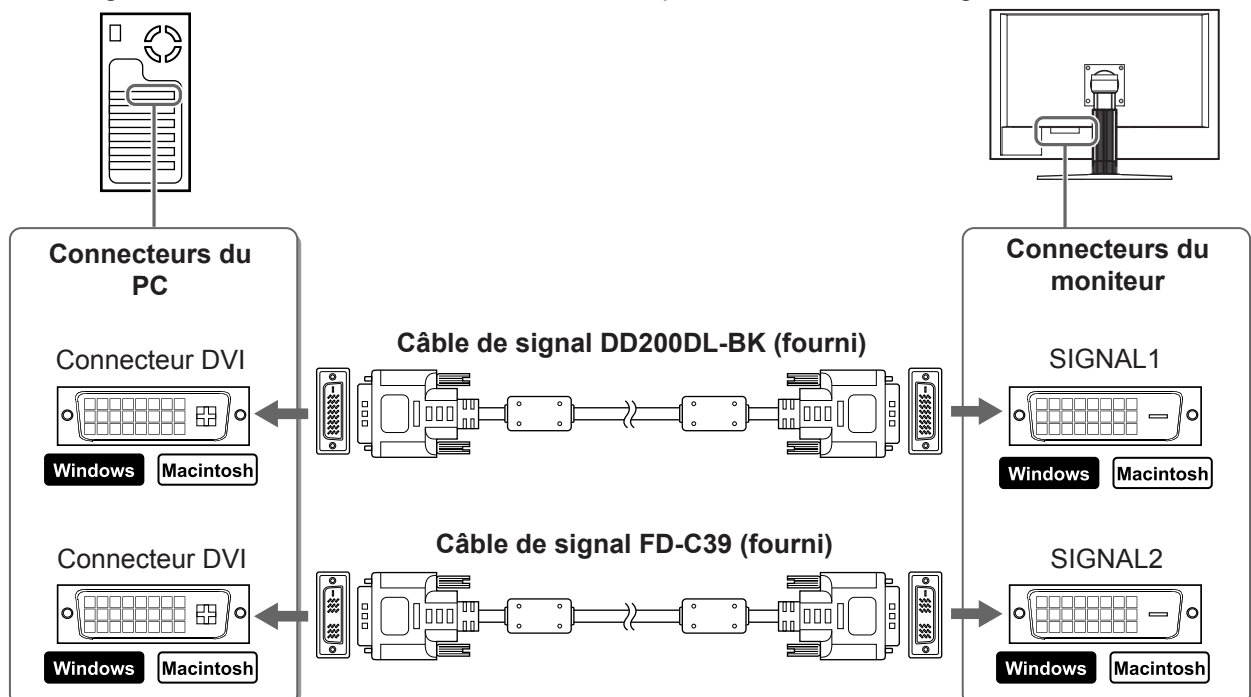 Connecteurs du
PC
Connecteur DVI
Windows Macintosh
Connecteur DVI
Windows Macintosh
Câble de signal DD200DL-BK (fourni)
Câble de signal FD-C39 (fourni)
Connecteurs du
moniteur
SIGNAL1
Windows Macintosh
SIGNAL2
Windows Macintosh